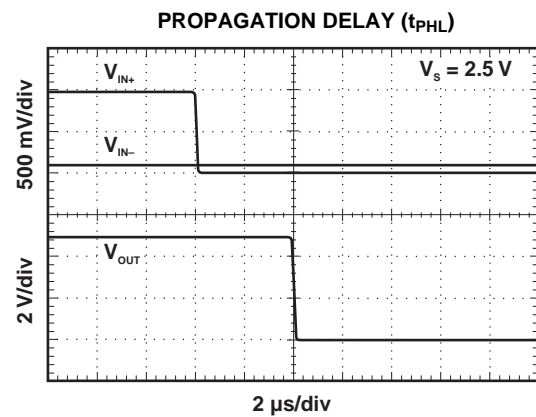 PROPAGATION DELAY (tPHL)
VIN+
VS = 2.5 V
500 mV/div
VIN–
VOUT
2 V/div
2 µs/div